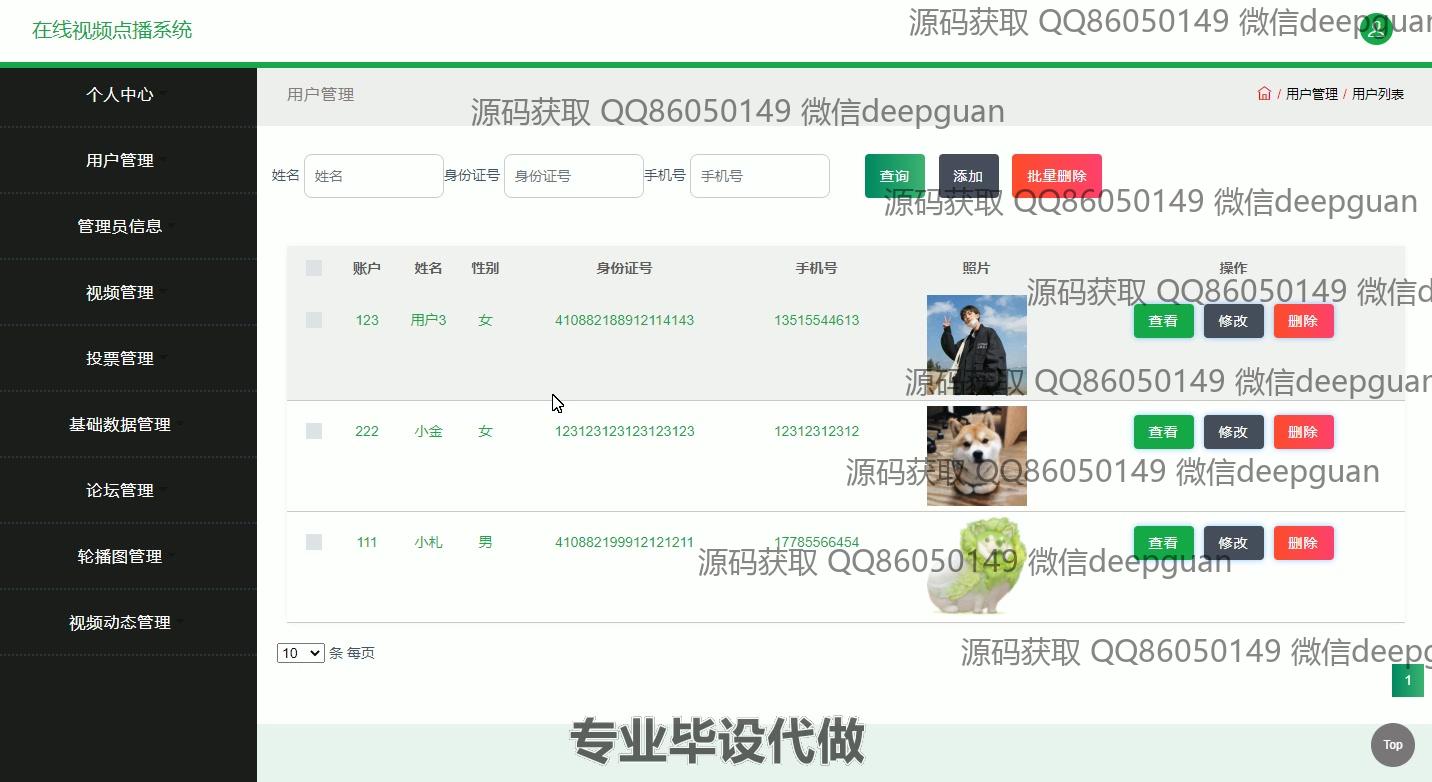 在线视频点播系统
源码获取 QQ86050149 微信deepguan
个人中心
用户管理
管理员信息
视频管理
投票管理
基础数据管理
论坛管理
轮播图管理
视频动态管理
用户管理
/ 用户管理 / 用户列表
源码获取 QQ86050149 微信deepguan
姓名 姓名 身份证号 身份证号 手机号 手机号 查询 添加 批量删除
源码获取 QQ86050149 微信deepguan
账户 姓名 性别 身份证号 手机号 照片 操作
源码获取 QQ86050149 微信d
123 用户3 女 410882188912114143 13515544613 查看 修改 删除
源码获取 QQ86050149 微信deepguan
222 小金 女 123123123123123123 12312312312 查看 修改 删除
源码获取 QQ86050149 微信deepguan
111 小札 男 410882199912121211 17785566454 查看 修改 删除
源码获取 QQ86050149 微信deepguan
10 条 每页
源码获取 QQ86050149 微信deep
1
专业毕设代做
Top